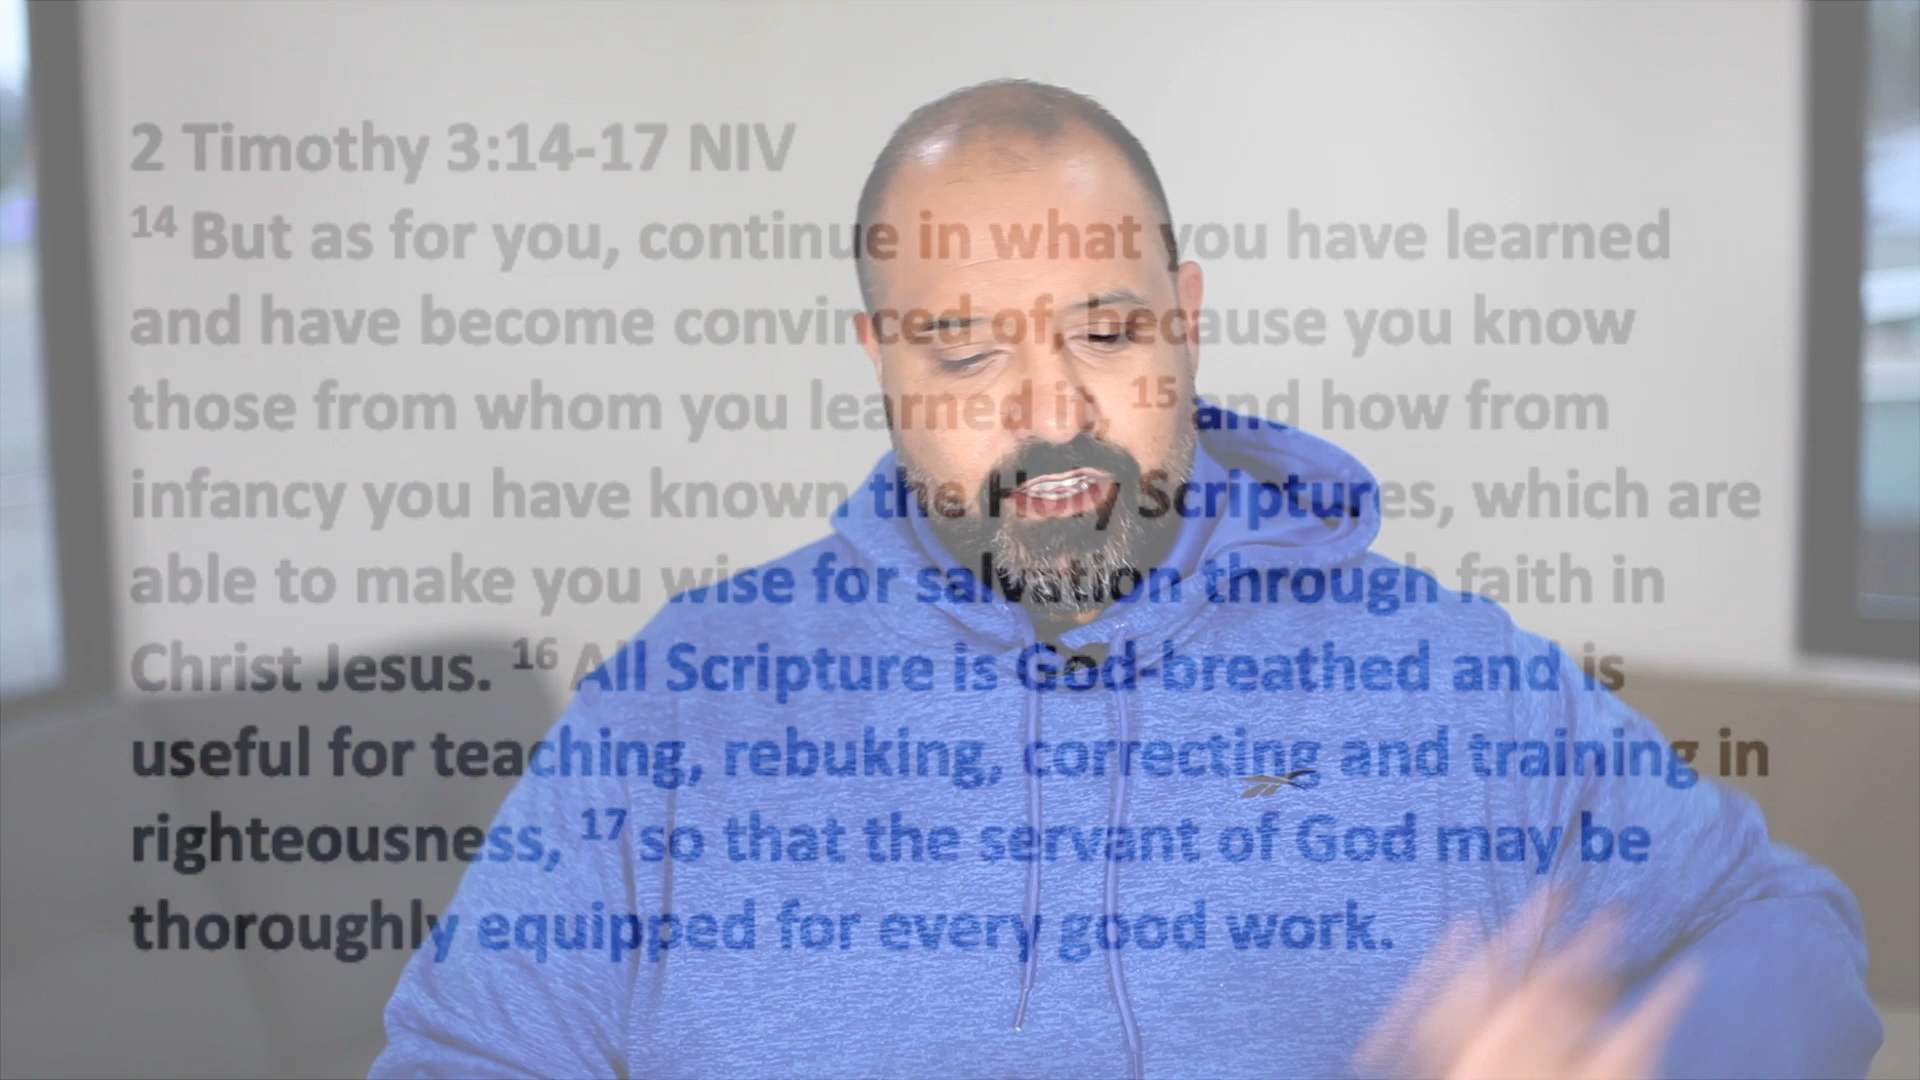 2 Timothy 3:14-17 NIV
14 But as for you, continue in what you have learned
and have become convinced of, because you know
those from whom you learned it, 15 and how from
infancy you have known the Holy Scriptures, which are
able to make you wise for salvation through faith in
Christ Jesus. 16 All Scripture is God-breathed and is
useful for teaching, rebuking, correcting and training in
righteousness, 17 so that the servant of God may be
thoroughly equipped for every good work.